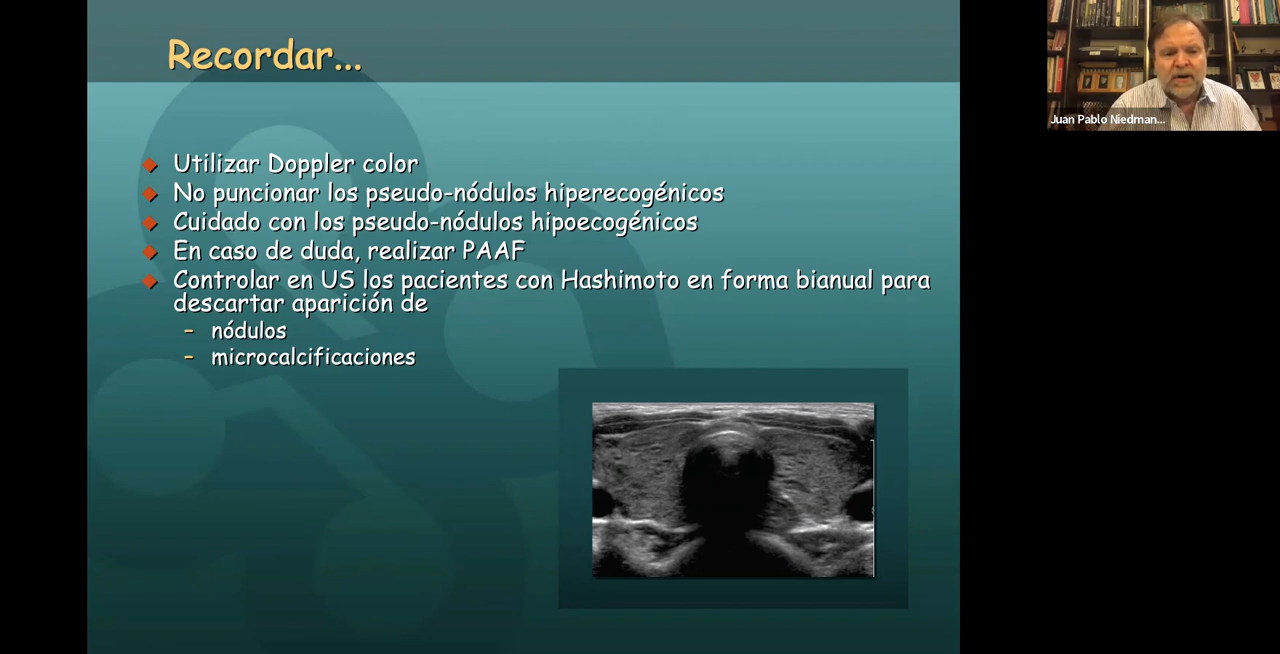 Recordar...
Utilizar Doppler color
No puncionar los pseudo-nódulos hiperecogénicos
Cuidado con los pseudo-nódulos hipoecogénicos
En caso de duda, realizar PAAF
Controlar en US los pacientes con Hashimoto en forma bianual para
descartar aparición de
– nódulos
– microcalcificaciones
Juan Pablo Niedman...